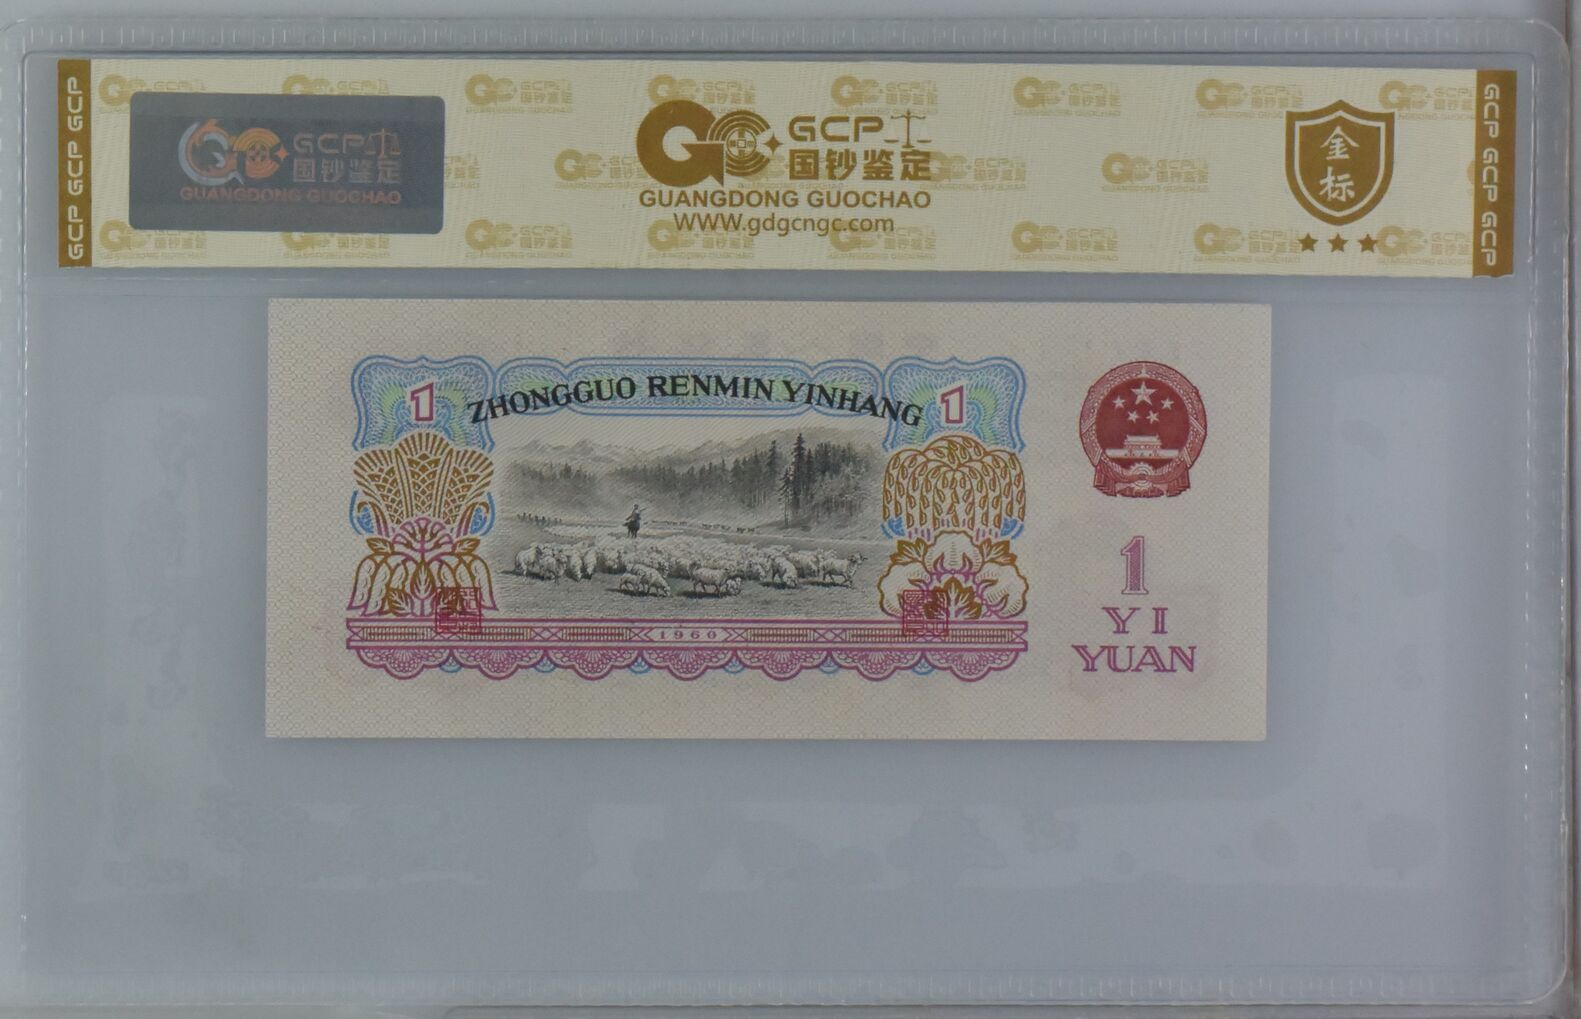 GCP GCP GCP
GCP
国钞鉴定
GUANGDONG GUOCHAO
GCP
国钞鉴定
GUANGDONG GUOCHAO
WWW.gdgcngc.com
金
标
GCP GCP GCP
1
ZHONGGUO RENMIN YINHANG
1
1960
1
YI
YUAN